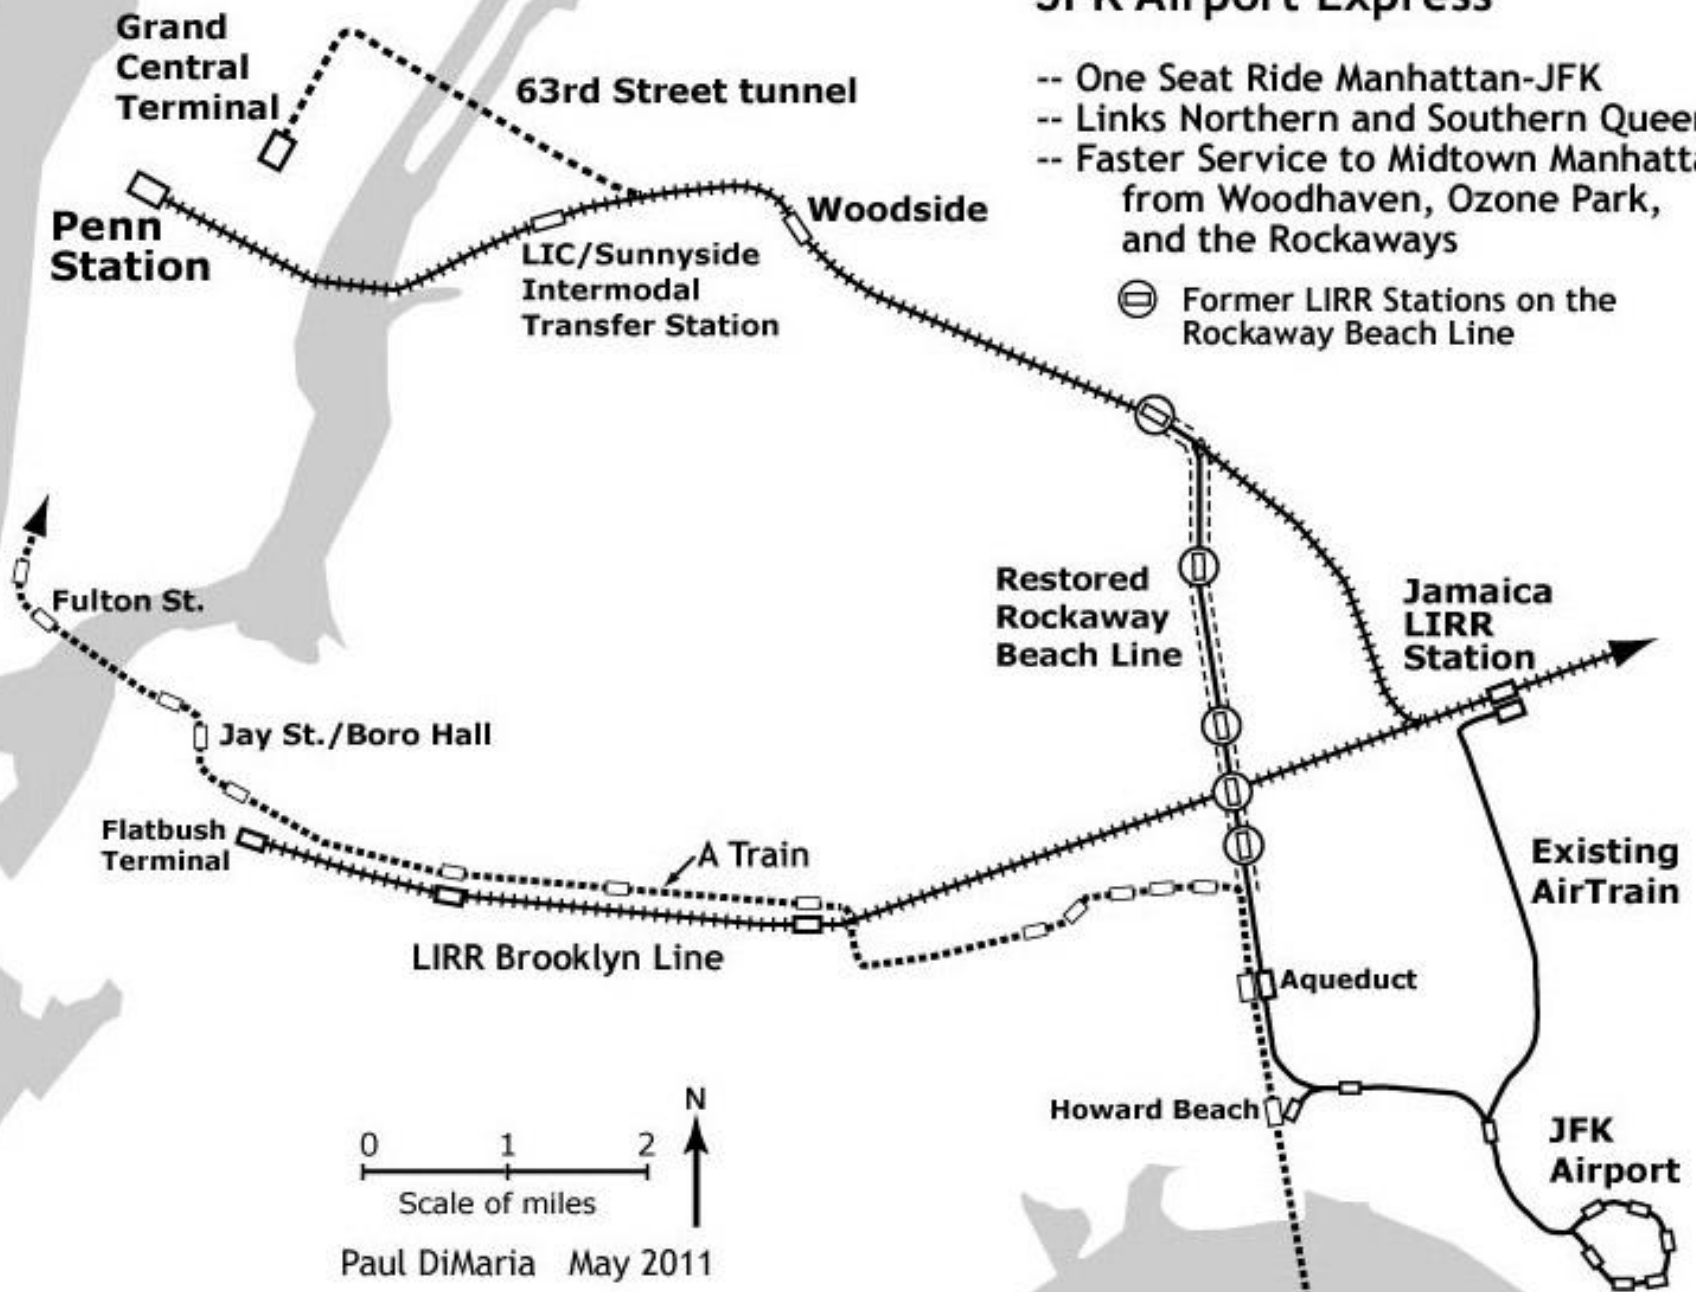 Grand
Central
Terminal
63rd Street tunnel
JFK Airport Express
-- One Seat Ride Manhattan-JFK
-- Links Northern and Southern
-- Faster Service to Midtown
from Woodhaven, Ozone Park,
and the Rockaways
Former LIRR Stations on the
Rockaway Beach Line
Penn
Station
LIC/Sunnyside
Intermodal
Transfer Station
Woodside
Fulton St.
Restored
Rockaway
Beach Line
Jamaica
LIRR
Station
Jay St./Boro Hall
Flatbush
Terminal
A Train
LIRR Brooklyn Line
Existing
AirTrain
Aqueduct
Howard Beach
JFK
Airport
N
0 1 2
Scale of miles
Paul DiMaria May 2011